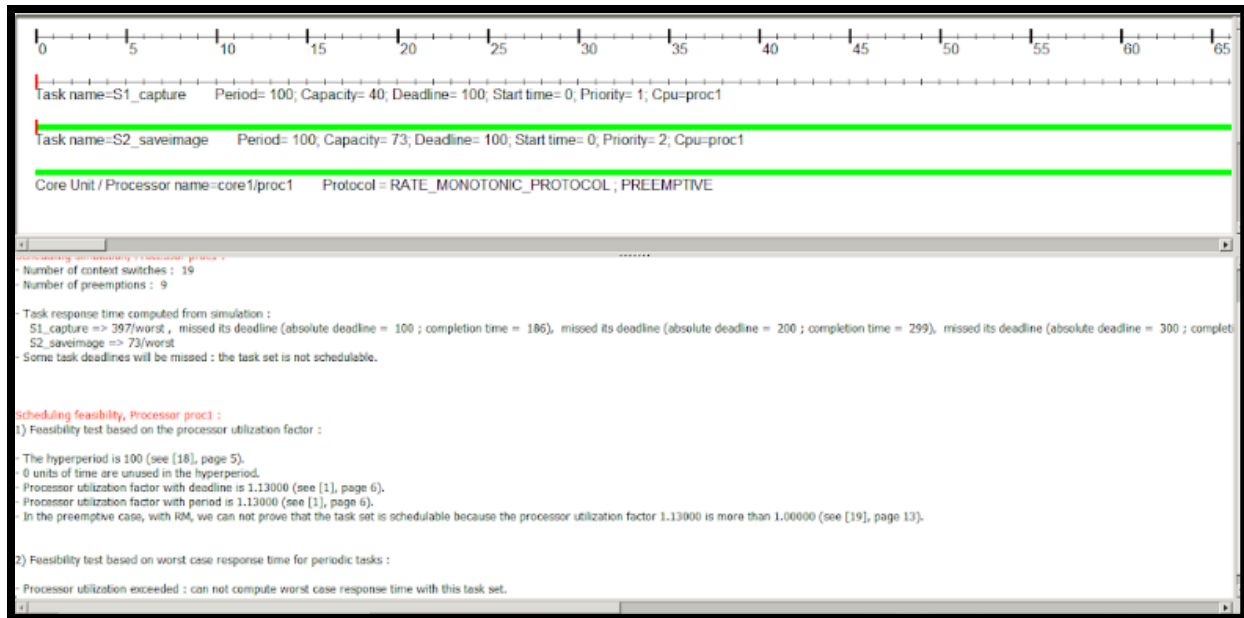 0 5 10 15 20 25 30 35 40 45 50 55 60 65
Task name=S1_capture Period= 100; Capacity= 40; Deadline= 100; Start time= 0; Priority= 1; Cpu=proc1
Task name=S2_saveimage Period= 100; Capacity= 73; Deadline= 100; Start time= 0; Priority= 2; Cpu=proc1
Core Unit / Processor name=core1/proc1 Protocol = RATE_MONOTONIC_PROTOCOL ; PREEMPTIVE
Scheduling simulation, Processor proc1 :
- Number of context switches : 19
- Number of preemptions : 9
- Task response time computed from simulation :
S1_capture => 397/worst , missed its deadline (absolute deadline = 100 ; completion time = 186), missed its deadline (absolute deadline = 200 ; completion time = 299), missed its deadline (absolute deadline = 300 ; completi
S2_saveimage => 73/worst
- Some task deadlines will be missed : the task set is not schedulable.
Scheduling feasibility, Processor proc1 :
1) Feasibility test based on the processor utilization factor :
- The hyperperiod is 100 (see [18], page 5).
- 0 units of time are unused in the hyperperiod.
- Processor utilization factor with deadline is 1.13000 (see [1], page 6).
- Processor utilization factor with period is 1.13000 (see [1], page 6).
- In the preemptive case, with RM, we can not prove that the task set is schedulable because the processor utilization factor 1.13000 is more than 1.00000 (see [19], page 13).
2) Feasibility test based on worst case response time for periodic tasks :
- Processor utilization exceeded : can not compute worst case response time with this task set.